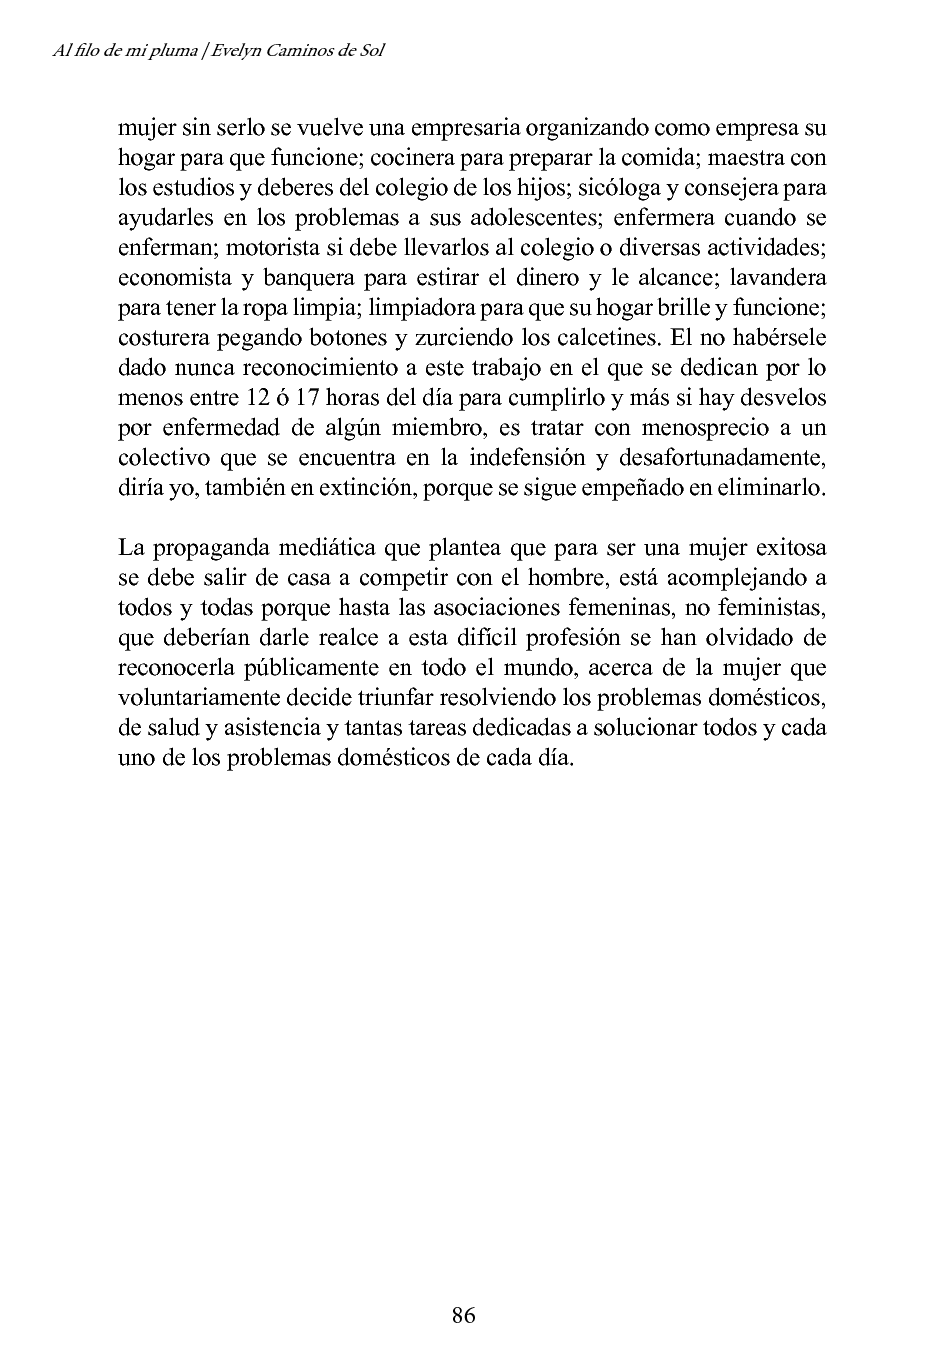 Al filo de mi pluma | Evelyn Caminos de Sol
mujer sin serlo se vuelve una empresaria organizando como empresa su
hogar para que funcione; cocinera para preparar la comida; maestra con
los estudios y deberes del colegio de los hijos; sicóloga y consejera para
ayudarles en los problemas a sus adolescentes; enfermera cuando se
enferman; motorista si debe llevarlos al colegio o diversas actividades;
economista y banquera para estirar el dinero y le alcance; lavandera
para tener la ropa limpia; limpiadora para que su hogar brille y funcione;
costurera pegando botones y zurciendo los calcetines. El no habérsele
dado nunca reconocimiento a este trabajo en el que se dedican por lo
menos entre 12 ó 17 horas del día para cumplirlo y más si hay desvelos
por enfermedad de algún miembro, es tratar con menosprecio a un
colectivo que se encuentra en la indefensión y desafortunadamente,
diría yo, también en extinción, porque se sigue empeñado en eliminarlo.
La propaganda mediática que plantea que para ser una mujer exitosa
se debe salir de casa a competir con el hombre, está acomplejando a
todos y todas porque hasta las asociaciones femeninas, no feministas,
que deberían darle realce a esta difícil profesión se han olvidado de
reconocerla públicamente en todo el mundo, acerca de la mujer que
voluntariamente decide triunfar resolviendo los problemas domésticos,
de salud y asistencia y tantas tareas dedicadas a solucionar todos y cada
uno de los problemas domésticos de cada día.
86